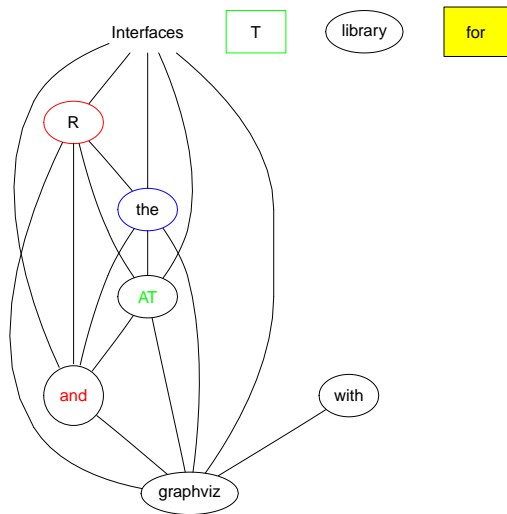 Interfaces
T
library
for
R
the
AT
and
with
graphviz